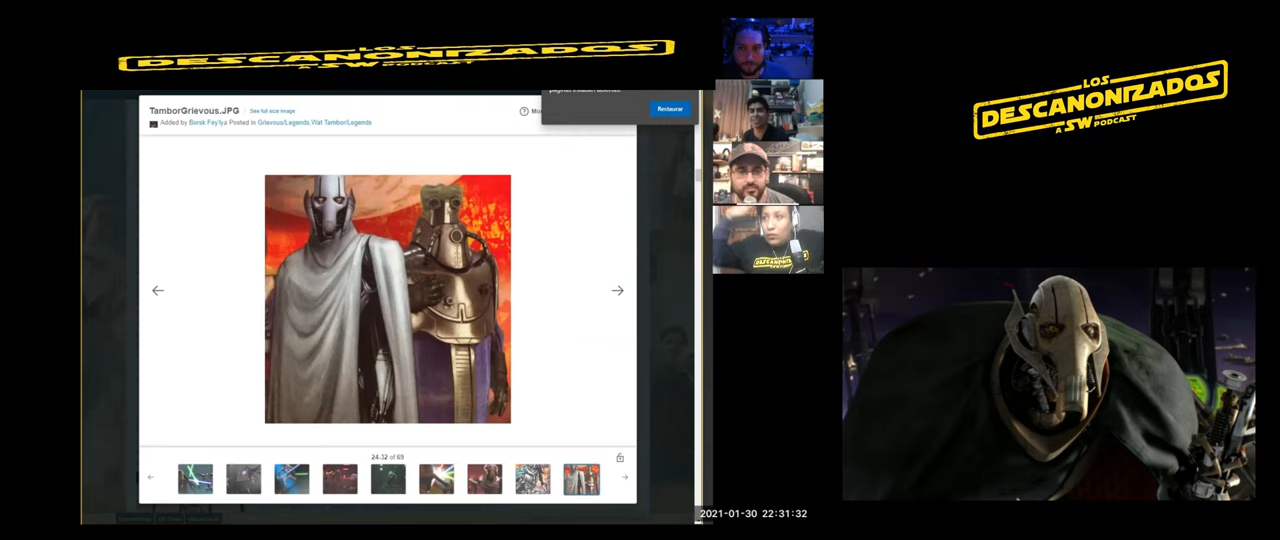 LOS
DESCANONIZADOS
A SW PODCAST
LOS
DESCANONIZADOS
A SW PODCAST
TamborGrievous.JPG
See full size image
Added by Borsk Fey'lya Posted in Grievous/Legends, Wat Tambor/Legends
Restaurar
24-32 of 69
2021-01-30 22:31:32